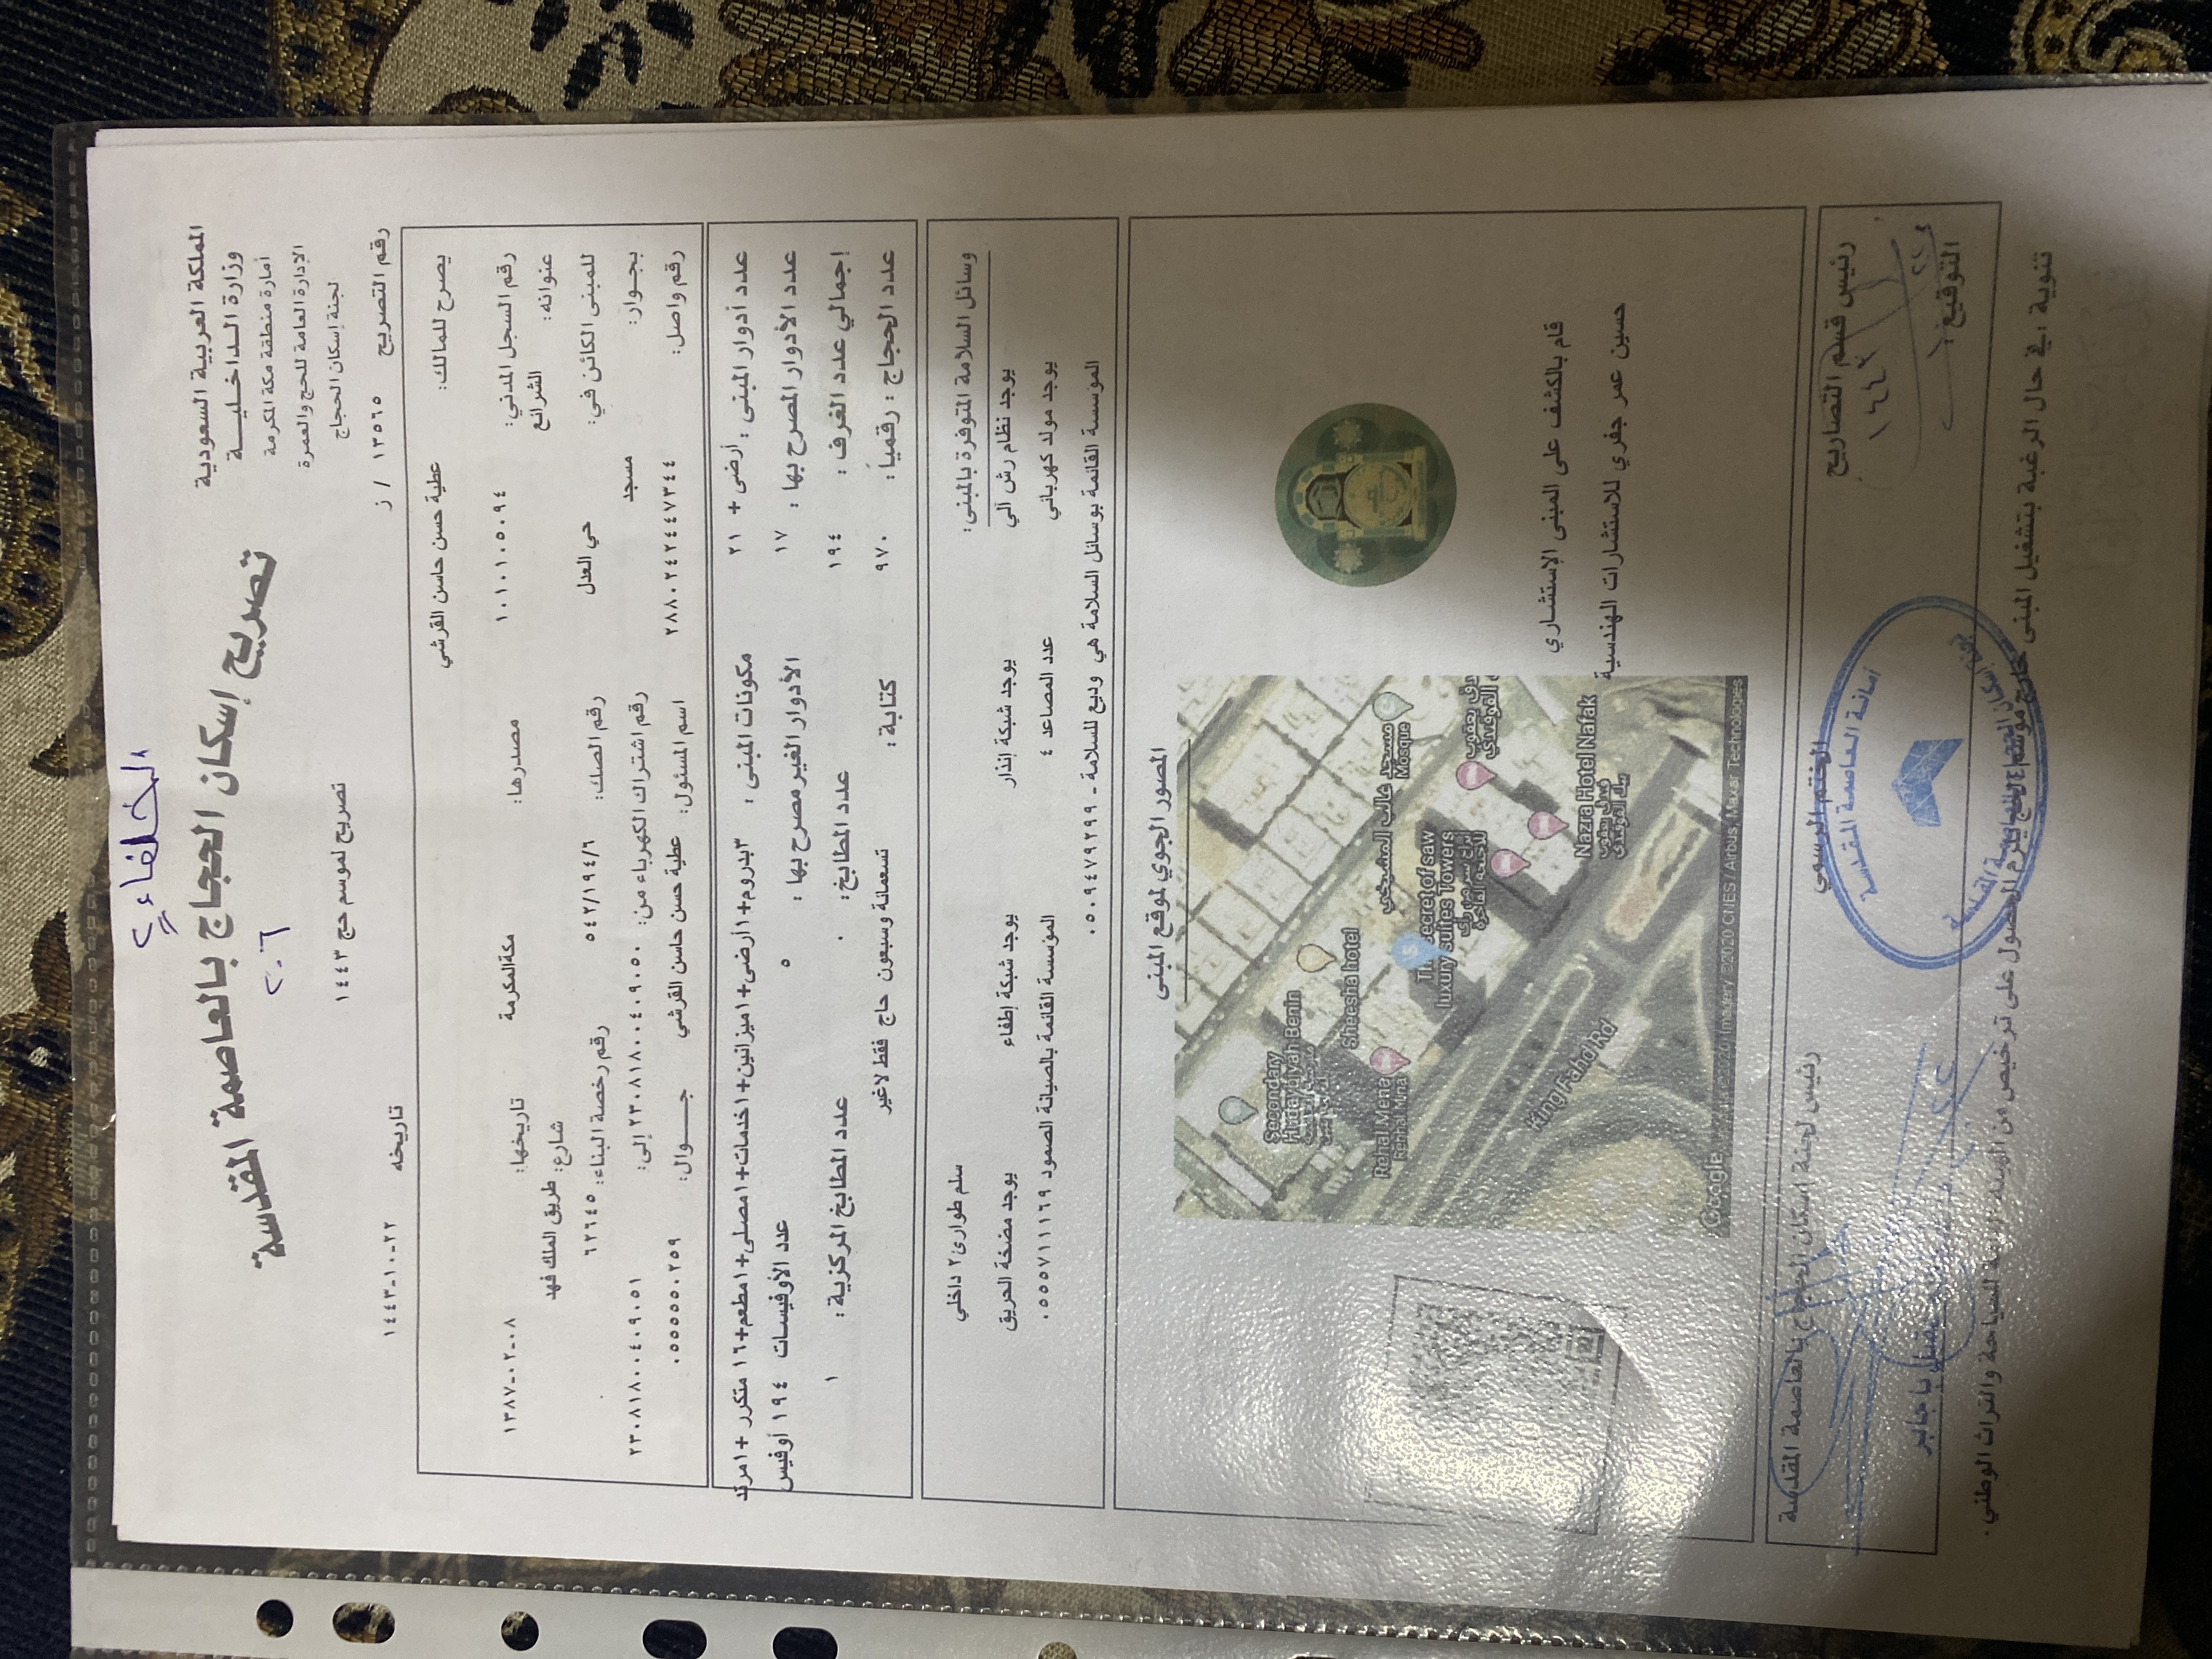 الخلفاء ٢
المملكة العربية السعودية
وزارة الداخلية
أمارة منطقة مكة المكرمة
الإدارة العامة للحج والعمرة
لجنة إسكان الحجاج
تصريح إسكان الحجاج بالعاصمة المقدسة
٢٠٦
تصريح لموسم حج ١٤٤٣
رقم التصريح ١٣٥٦٥ / ز تاريخه ٢٢-١٠-١٤٤٣
يصرح للمالك: عطية حسن حاسن القرشي
رقم السجل المدني: ١٠١٠١٠٥٠٩٤ مصدرها: مكةالمكرمة تاريخها: ٠٨-٠٢-١٣٨٧
عنوانه: الشرائع شارع: طريق الملك فهد
للمبنى الكائن في: حي العدل رقم الصك: ٥٤٢/١٩٤/٦ رقم رخصة البناء: ٦٢٦٤٥
بجوار: مسجد رقم اشتراك الكهرباء من: ٢٣٠٨١٨٠٠٤٠٩٠٥٠ إلى: ٢٣٠٨١٨٠٠٤٠٩٠٥١
رقم واصل: ٢٨٨٠٢٤٢٤٤٧٣٤٤ اسم المسئول: عطية حسن حاسن القرشي جوال: ٠٥٥٥٥٥٠٢٥٩
عدد أدوار المبنى : أرضى + ٢١ مكونات المبنى : ٣بدروم+١أرضى+١ميزانين+١خدمات+١مصلى+١مطعم+١٦ متكرر +١مرتد
عدد الأدوار المصرح بها : ١٧ الأدوار الغير مصرح بها : ٥ عدد الأوفيسات ١٩٤ أوفيس
إجمالي عدد الغرف : ١٩٤ عدد المطابخ: ٠ عدد المطابخ المركزية: ١
عدد الحجاج : رقمياً: ٩٧٠ كتابة : تسعمائة وسبعون حاج فقط لاغير
وسائل السلامة المتوفرة بالمبنى: سلم طوارئ٢ داخلي
يوجد نظام رش آلي يوجد شبكة إنذار يوجد شبكة إطفاء يوجد مضخة الحريق
يوجد مولد كهربائي عدد المصاعد ٤ المؤسسة القائمة بالصيانة الصمود ٠٥٥٥٧١١١٦٩
المؤسسة القائمة بوسائل السلامة هي وديع للسلامة - ٠٥٠٩٤٧٩٢٩٩
المصور الجوي لموقع المبنى
Secondary
Hudaybiyah Benin
Sheesha hotel
Rehal Mena
Rehhal Mina
مسجد غالب المشيخي
Mosque
The secret of saw
luxury suites Towers
أبراج سر من رأى
للأجنحة الفاخرة
دق يعقوب
القوقندي
King Fahd Rd
Nazra Hotel Nafak
فندق يعقوب
بيك القوقندي
Google
©2020 Imagery ©2020 CNES / Airbus, Maxar Technologies
قام بالكشف على المبنى الإستشاري
حسين عمر جفري للاستشارات الهندسية
رئيس قسم التصاريح الختم الرسمي رئيس لجنة إسكان الحجاج بالعاصمة المقدسة
أمانة العاصمة المقدسة
لجنة إسكان الحجاج بالعاصمة المقدسة
التوقيع : باجابر
تنوية : في حال الرغبة بتشغيل المبنى خارج موسم الحج يلزم الحصول على ترخيص من الهيئة العامة للسياحة والتراث الوطني .